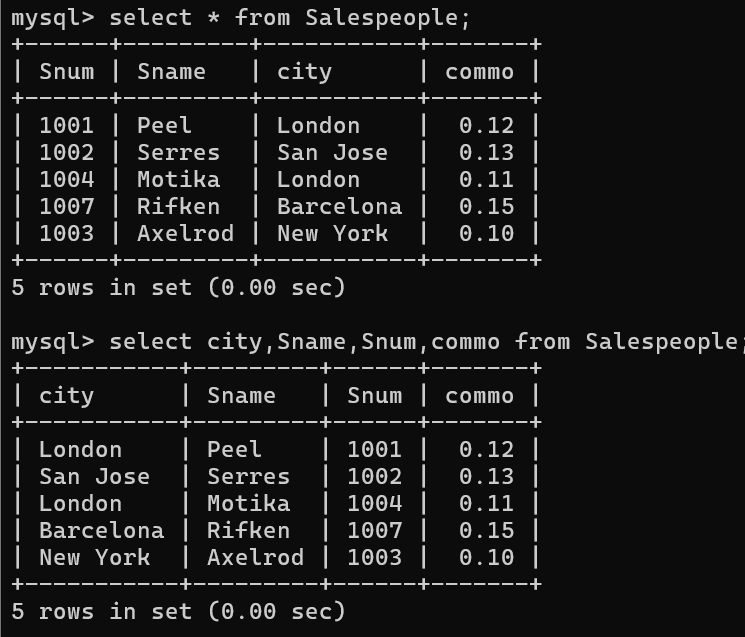 mysql> select * from Salespeople;
+------+---------+-----------+-------+
| Snum | Sname   | city      | commo |
+------+---------+-----------+-------+
| 1001 | Peel    | London    |  0.12 |
| 1002 | Serres  | San Jose  |  0.13 |
| 1004 | Motika  | London    |  0.11 |
| 1007 | Rifken  | Barcelona |  0.15 |
| 1003 | Axelrod | New York  |  0.10 |
+------+---------+-----------+-------+
5 rows in set (0.00 sec)

mysql> select city,Sname,Snum,commo from Salespeople;
+-----------+---------+------+-------+
| city      | Sname   | Snum | commo |
+-----------+---------+------+-------+
| London    | Peel    | 1001 |  0.12 |
| San Jose  | Serres  | 1002 |  0.13 |
| London    | Motika  | 1004 |  0.11 |
| Barcelona | Rifken  | 1007 |  0.15 |
| New York  | Axelrod | 1003 |  0.10 |
+-----------+---------+------+-------+
5 rows in set (0.00 sec)